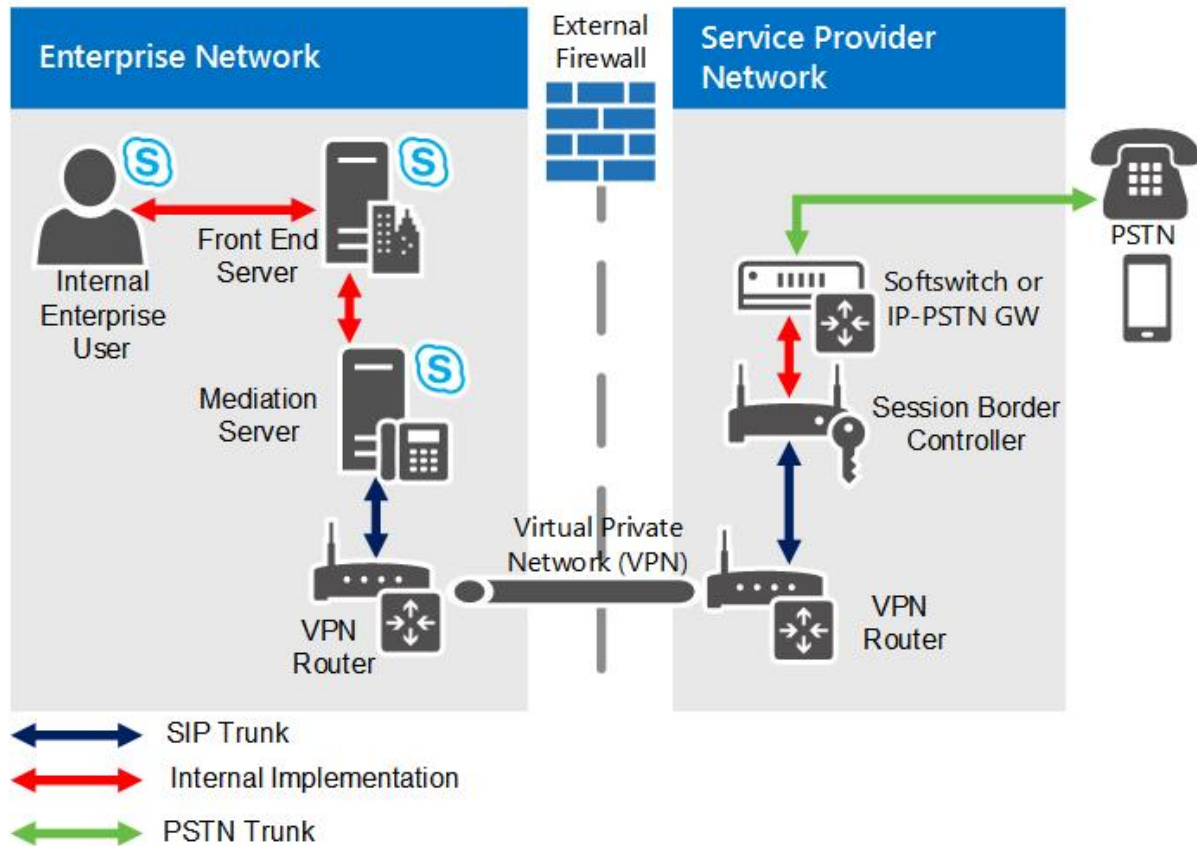 Enterprise Network
External
Firewall
Service Provider
Network
S
S
Front End
Server
Internal
Enterprise
User
PSTN
Softswitch or
IP-PSTN GW
S
Mediation
Server
Session Border
Controller
Virtual Private
Network (VPN)
VPN
Router
VPN
Router
SIP Trunk
Internal Implementation
PSTN Trunk